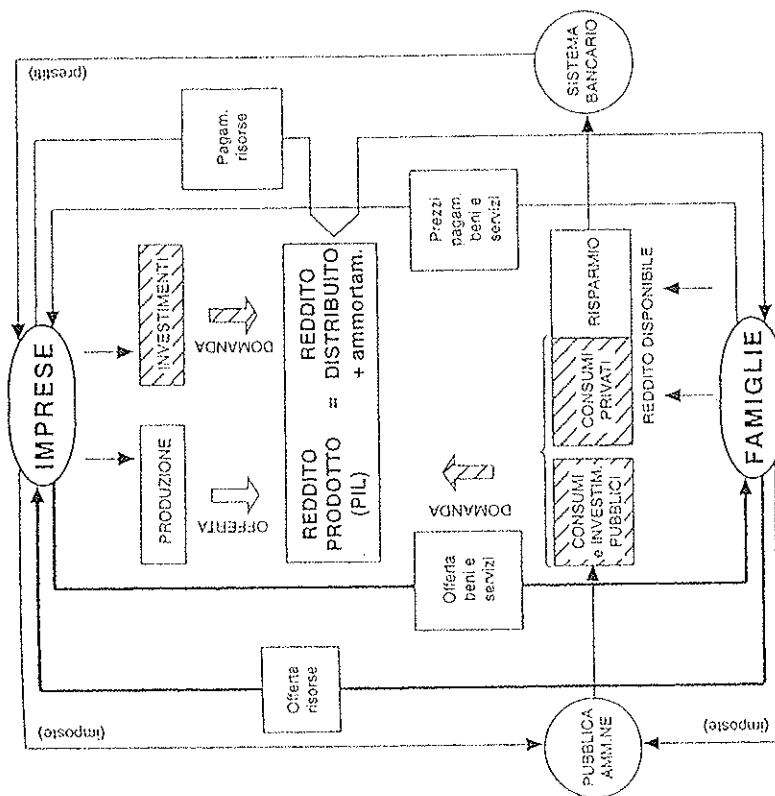 (prestiti)
IMPRESE
Pagam.
risorse
PRODUZIONE
INVESTIMENTI
OFFERTA
DOMANDA
REDDITO
PRODOTTO
(PIL)
=
REDDITO
DISTRIBUITO
+ ammortam.
Offerta
risorse
Offerta
beni e
servizi
DOMANDA
Prezzi
pagam.
beni e
servizi
CONSUMI
e INVESTIM.
PUBBLICI
CONSUMI
PRIVATI
RISPARMIO
REDDITO DISPONIBILE
SISTEMA
BANCARIO
(imposte)
PUBBLICA
AMM.NE
(imposte)
FAMIGLIE